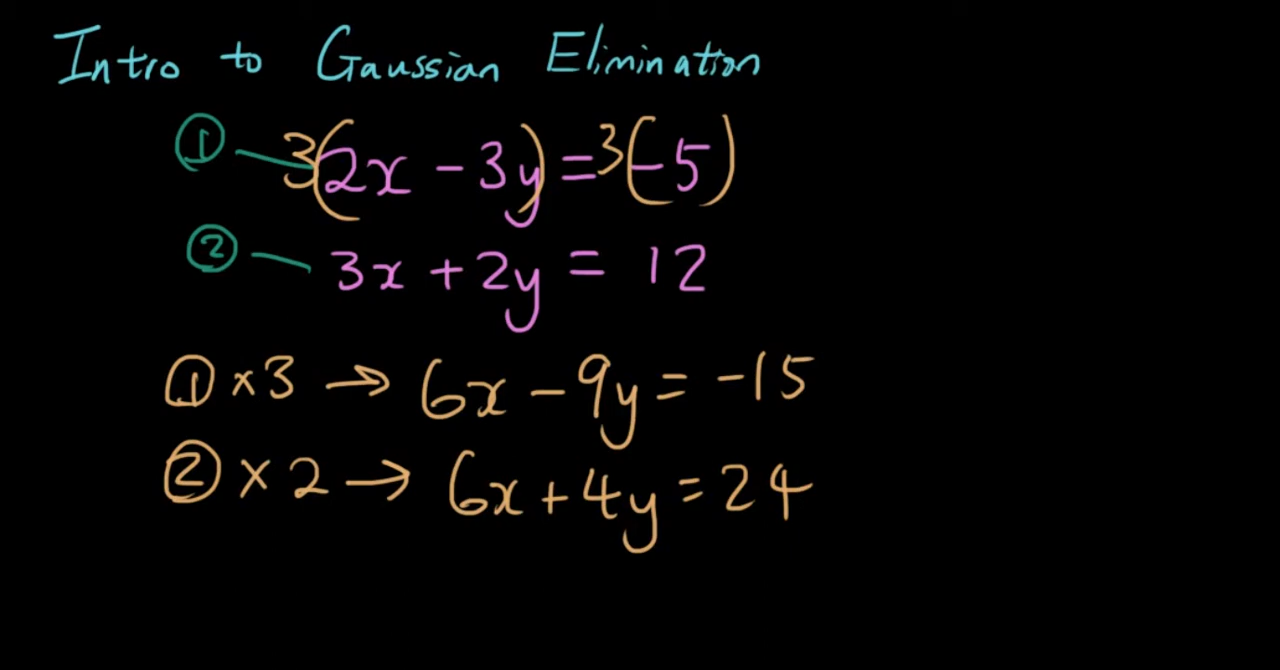 Intro to Gaussian Elimination
① 3(2x - 3y) = 3(-5)
② 3x + 2y = 12
① × 3 → 6x - 9y = -15
② × 2 → 6x + 4y = 24